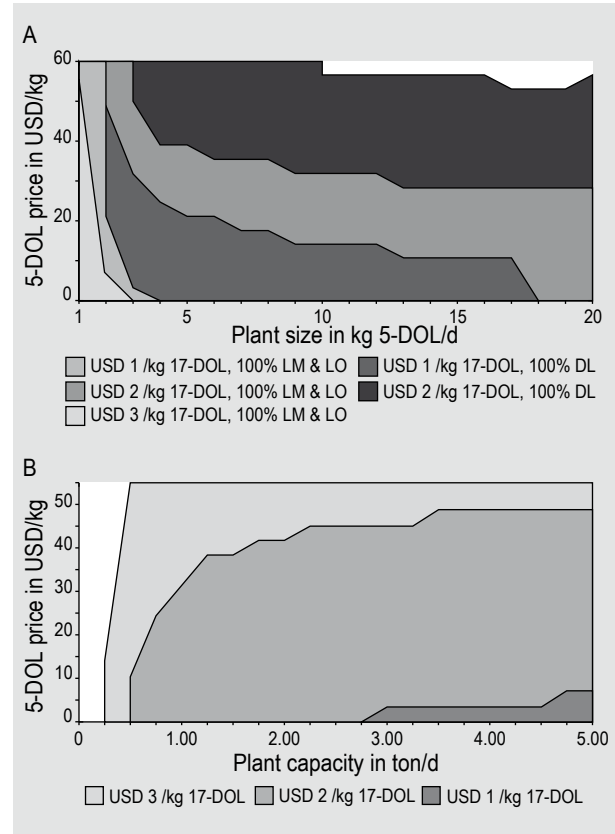 A
5-DOL price in USD/kg
60
40
20
0
1 5 10 15 20
Plant size in kg 5-DOL/d
USD 1 /kg 17-DOL, 100% LM & LO USD 1 /kg 17-DOL, 100% DL
USD 2 /kg 17-DOL, 100% LM & LO USD 2 /kg 17-DOL, 100% DL
USD 3 /kg 17-DOL, 100% LM & LO
B
5-DOL price in USD/kg
50
40
30
20
10
0
0 1.00 2.00 3.00 4.00 5.00
Plant capacity in ton/d
USD 3 /kg 17-DOL USD 2 /kg 17-DOL USD 1 /kg 17-DOL